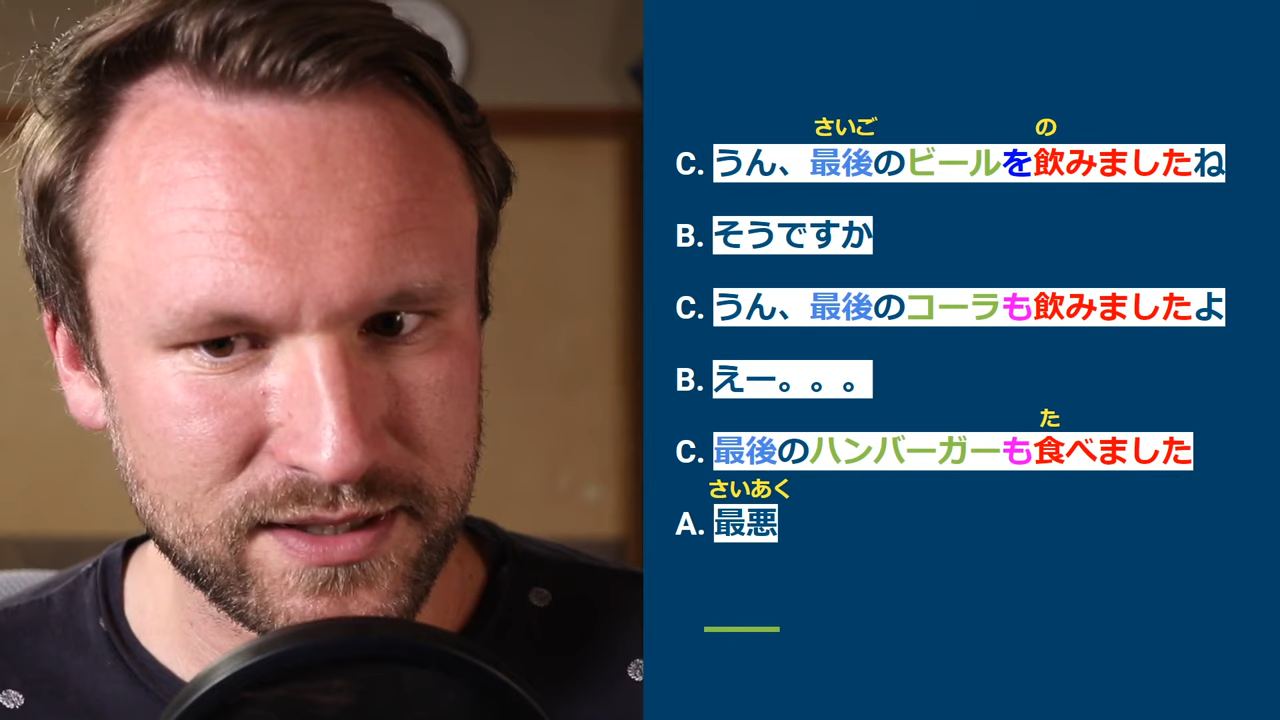 さいご の
C. うん、最後のビールを飲みましたね
B. そうですか
C. うん、最後のコーラも飲みましたよ
B. えー。。。
た
C. 最後のハンバーガーも食べました
さいあく
A. 最悪